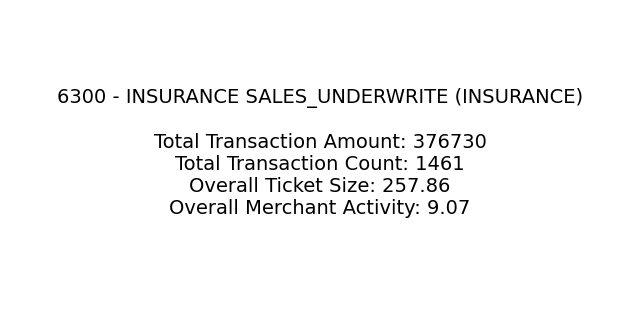 6300 - INSURANCE SALES_UNDERWRITE (INSURANCE)
Total Transaction Amount: 376730
Total Transaction Count: 1461
Overall Ticket Size: 257.86
Overall Merchant Activity: 9.07